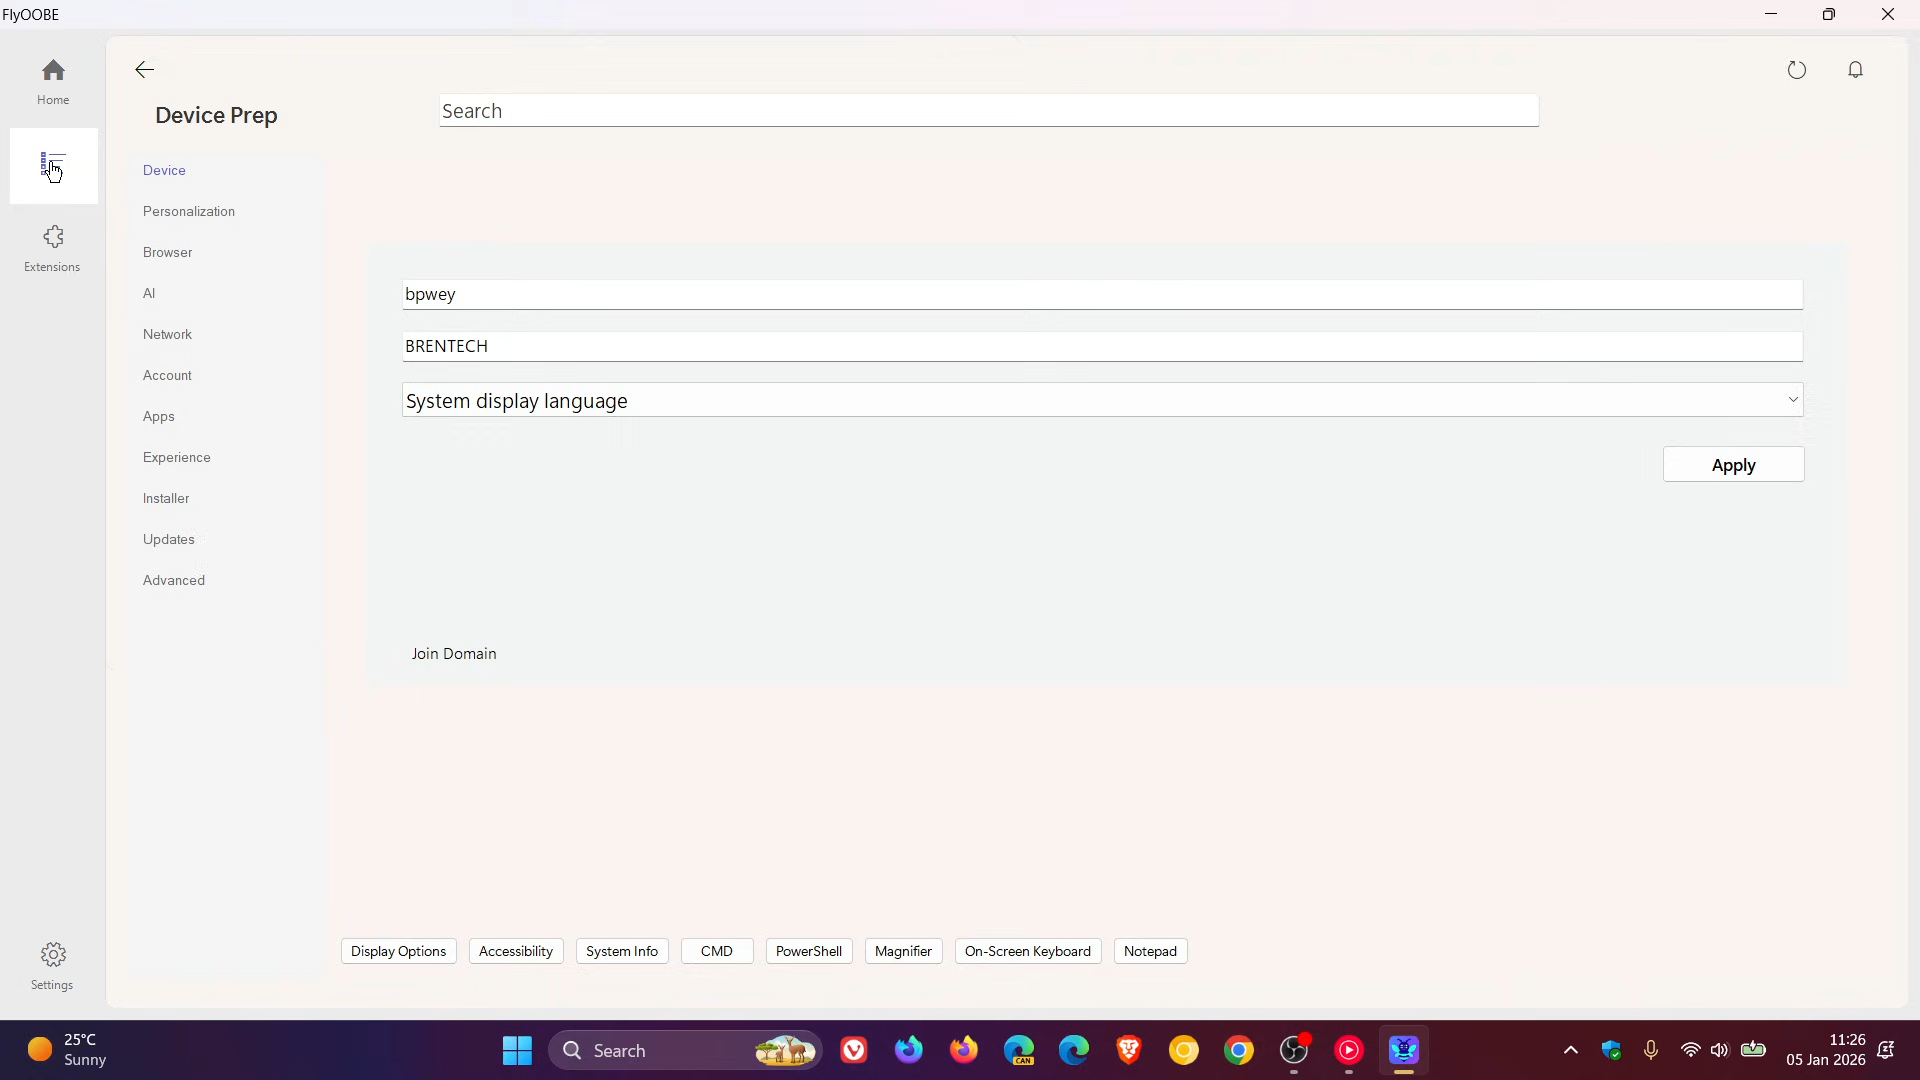 FlyOOBE
Home
Extensions
Settings
Device Prep
Search
Device
Personalization
Browser
AI
Network
Account
Apps
Experience
Installer
Updates
Advanced
bpwey
BRENTECH
System display language
Apply
Join Domain
Display Options
Accessibility
System Info
CMD
PowerShell
Magnifier
On-Screen Keyboard
Notepad
25°C
Sunny
Search
CAN
11:26
05 Jan 2026